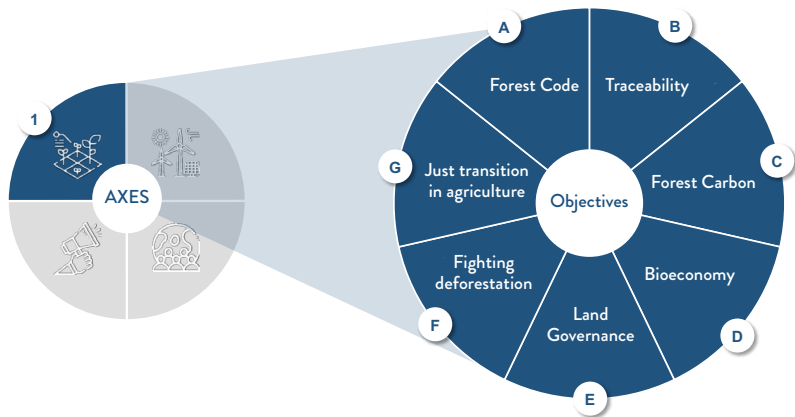 1
AXES
A
Forest Code
B
Traceability
C
Forest Carbon
D
Bioeconomy
E
Land
Governance
F
Fighting
deforestation
G
Just transition
in agriculture
Objectives